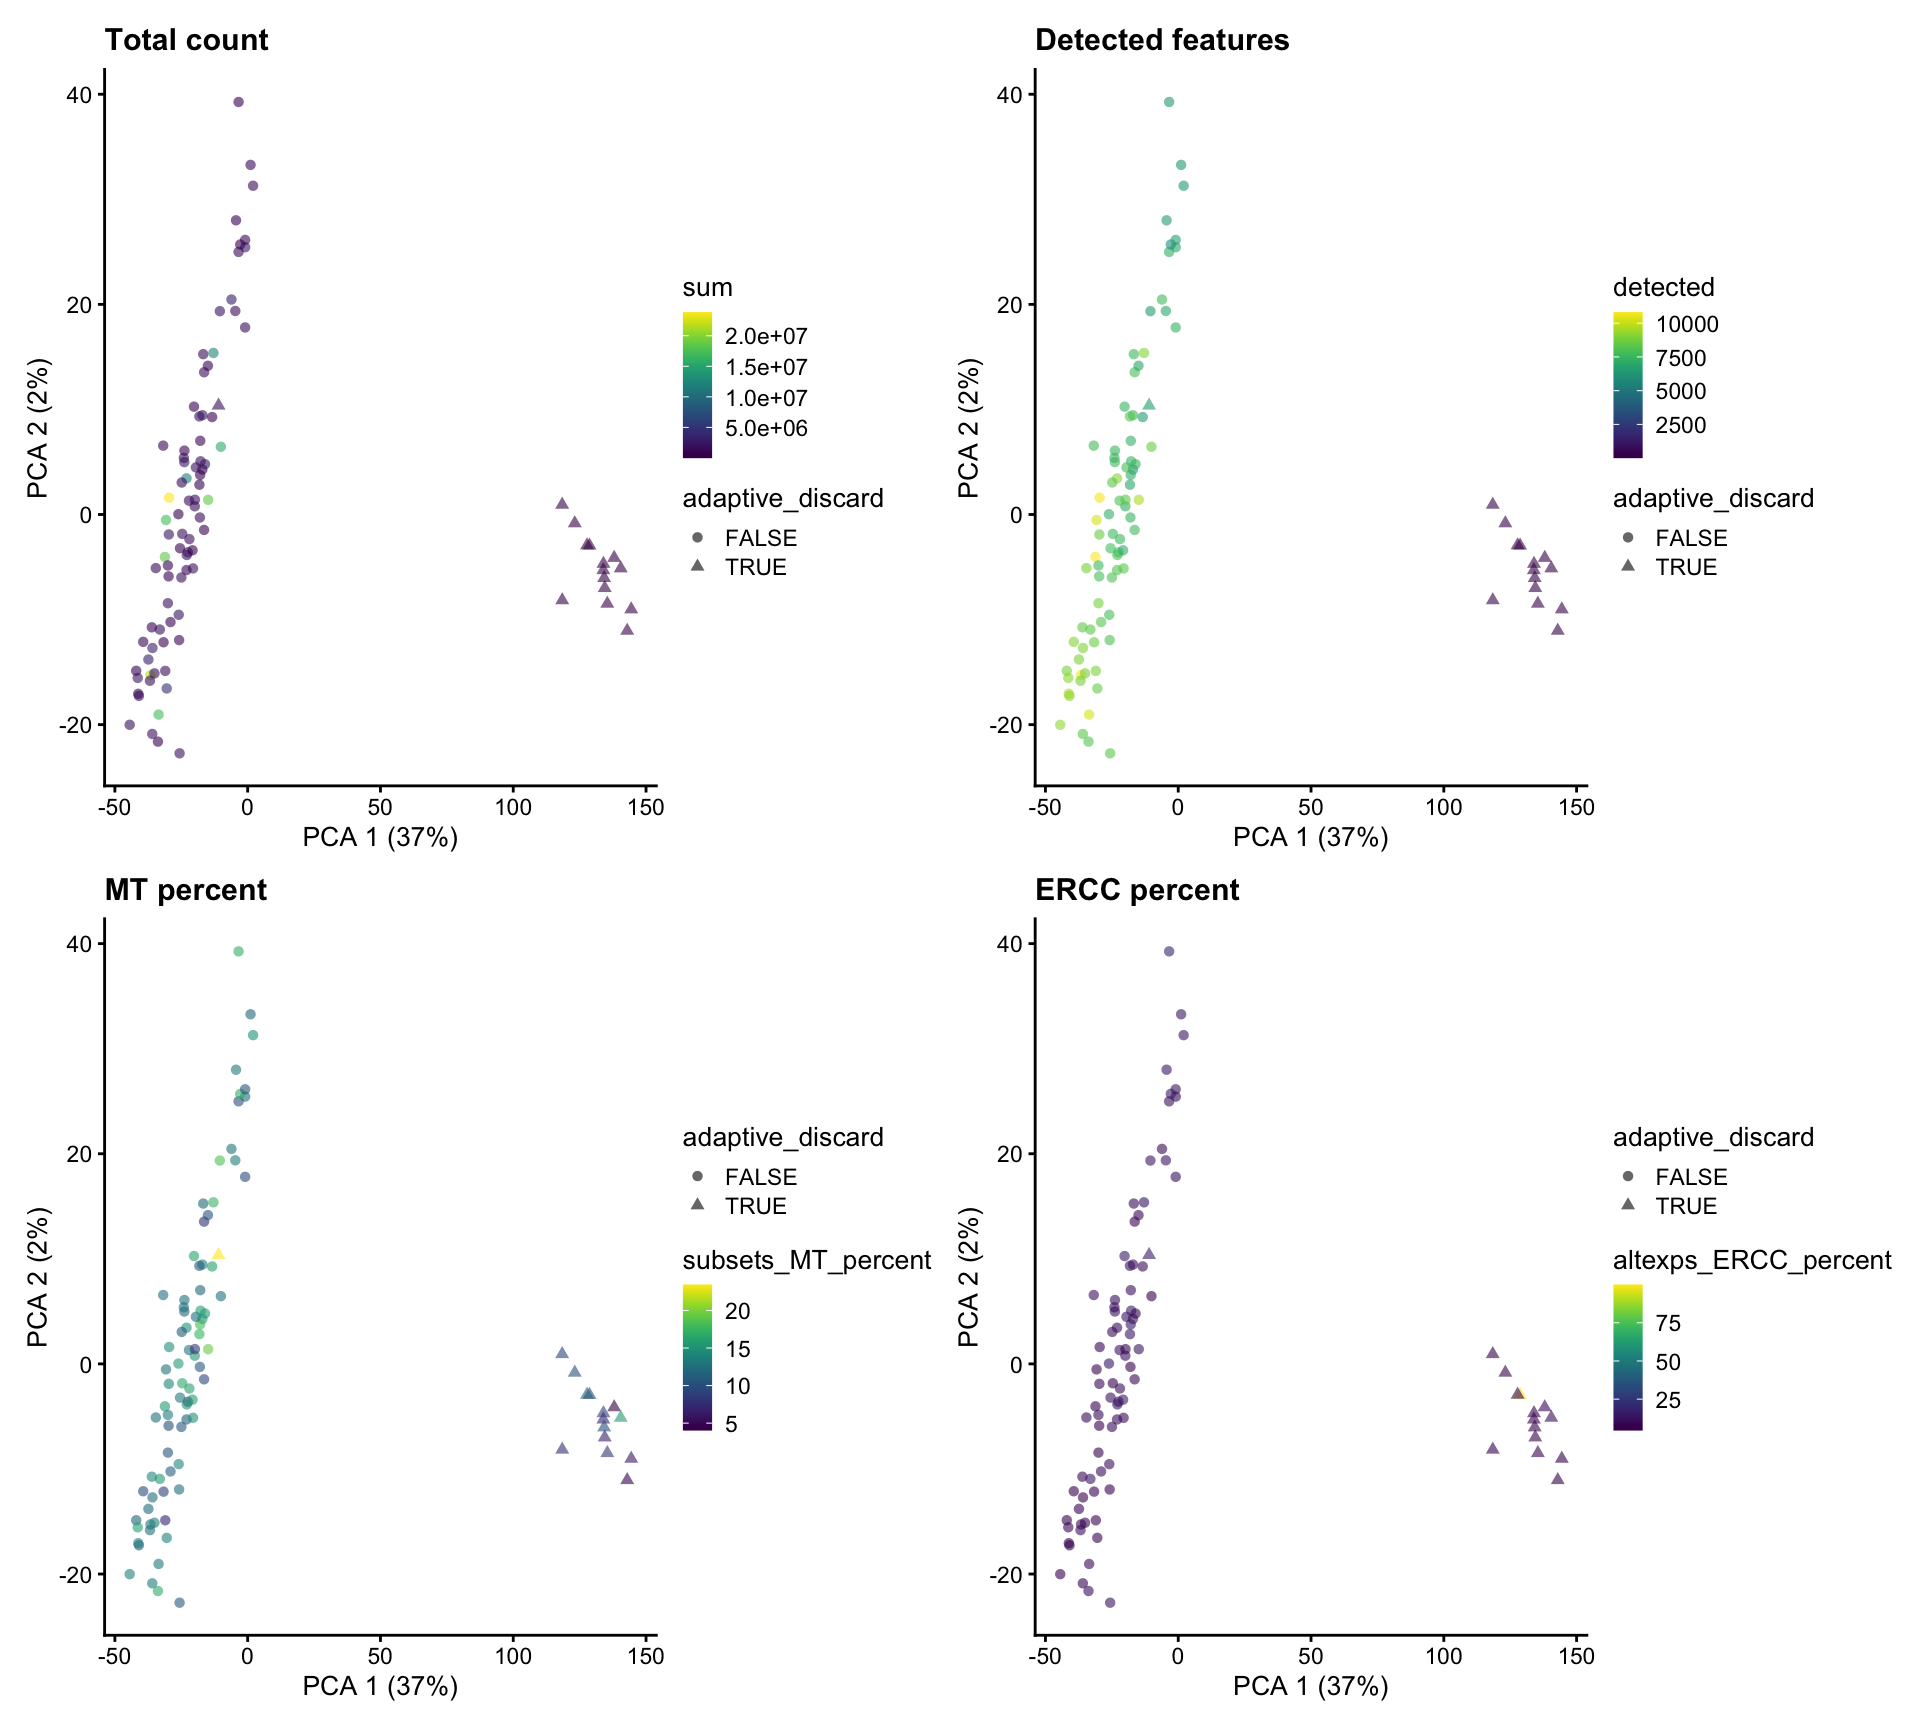 Total count
40
20
0
-20
PCA 2 (2%)
-50 0 50 100 150
PCA 1 (37%)
sum
2.0e+07
1.5e+07
1.0e+07
5.0e+06
adaptive_discard
FALSE
TRUE
Detected features
40
20
0
-20
PCA 2 (2%)
-50 0 50 100 150
PCA 1 (37%)
detected
10000
7500
5000
2500
adaptive_discard
FALSE
TRUE
MT percent
40
20
0
-20
PCA 2 (2%)
-50 0 50 100 150
PCA 1 (37%)
adaptive_discard
FALSE
TRUE
subsets_MT_percent
20
15
10
5
ERCC percent
40
20
0
-20
PCA 2 (2%)
-50 0 50 100 150
PCA 1 (37%)
adaptive_discard
FALSE
TRUE
altexps_ERCC_percent
75
50
25